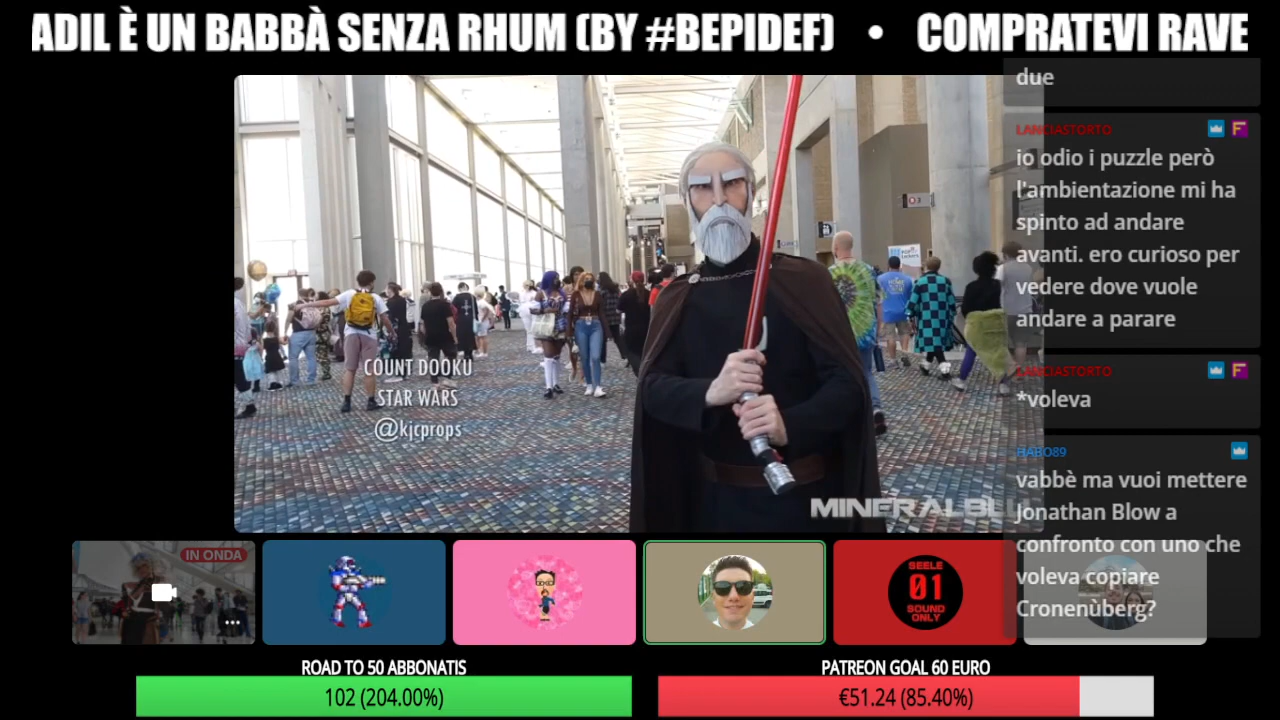 ADIL È UN BABBÀ SENZA RHUM (BY #BEPIDEF) • COMPRATEVI RAVE
due
LANCIASTORTO
io odio i puzzle però
l'ambientazione mi ha
spinto ad andare
avanti. ero curioso per
vedere dove vuole
andare a parare
LANCIASTORTO
*voleva
HABO89
vabbè ma vuoi mettere
Jonathan Blow a
confronto con uno che
voleva copiare
Cronenùberg?
COUNT DOOKU
STAR WARS
@kjcprops
MINERALBL
IN ONDA
SEELE
01
SOUND
ONLY
ROAD TO 50 ABBONATIS
102 (204.00%)
PATREON GOAL 60 EURO
€51.24 (85.40%)